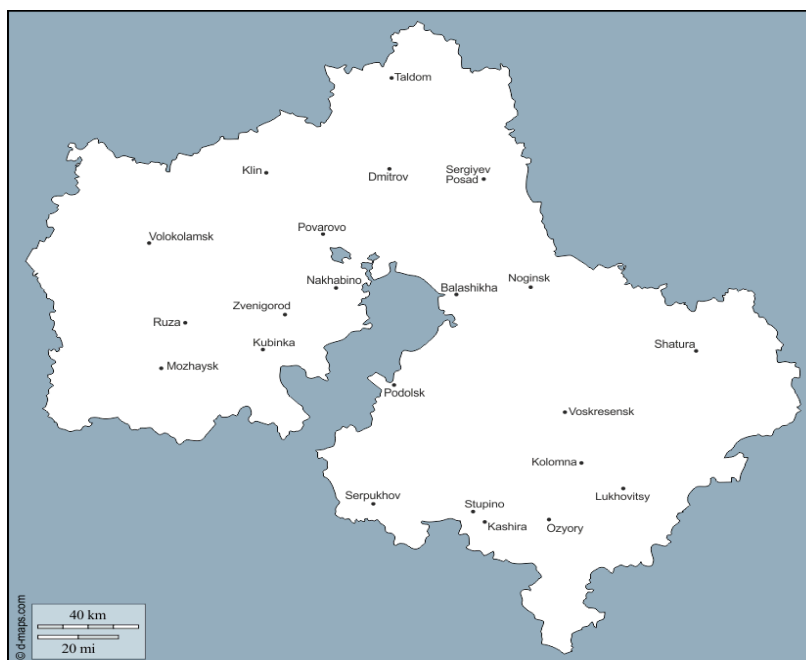 Taldom
Klin
Dmitrov
Sergiyev
Posad
Volokolamsk
Povarovo
Nakhabino
Balashikha
Noginsk
Zvenigorod
Ruza
Kubinka
Mozhaysk
Shatura
Podolsk
Voskresensk
Kolomna
Lukhovitsy
Serpukhov
Stupino
Kashira
Ozyory
40 km
20 mi
© d-maps.com